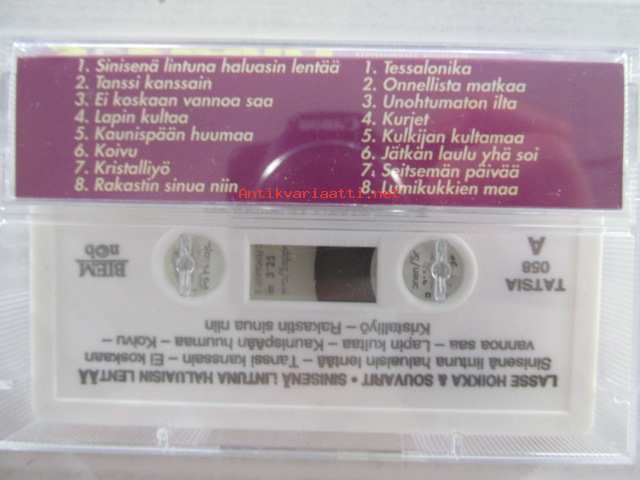 1. Sinisenä lintuna haluasin lentää
2. Tanssi kanssain
3. Ei koskaan vannoa saa
4. Lapin kultaa
5. Kaunispään huumaa
6. Koivu
7. Kristalliyö
8. Rakastin sinua niin
1. Tessalonika
2. Onnellista matkaa
3. Unohtumaton ilta
4. Kurjet
5. Kulkijan kultamaa
6. Jätkän laulu yhä soi
7. Seitsemän päivää
8. Lumikukkien maa
Antikvariaatti.net
LASSE HOIKKA & SOUVARIT • SINISENÄ LINTUNA HALUAISIN LENTÄÄ
Sinisenä lintuna haluaisin lentää – Tanssi kanssain – Ei koskaan
vannoa saa – Lapin kultaa – Kaunispään huumaa – Koivu –
Kristalliyö – Rakastin sinua niin
TATSIA
058
A
BIEM
n©b